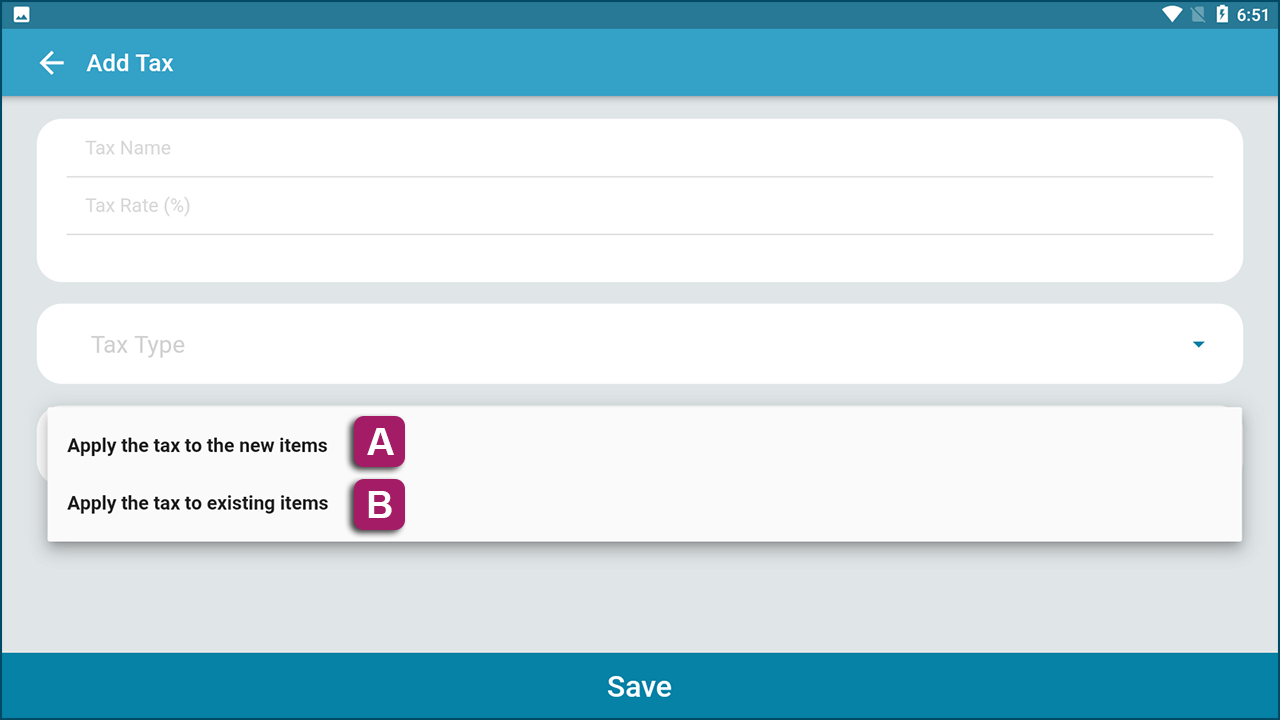 6:51
Add Tax
Tax Name
Tax Rate (%)
Tax Type
Apply the tax to the new items A
Apply the tax to existing items B
Save